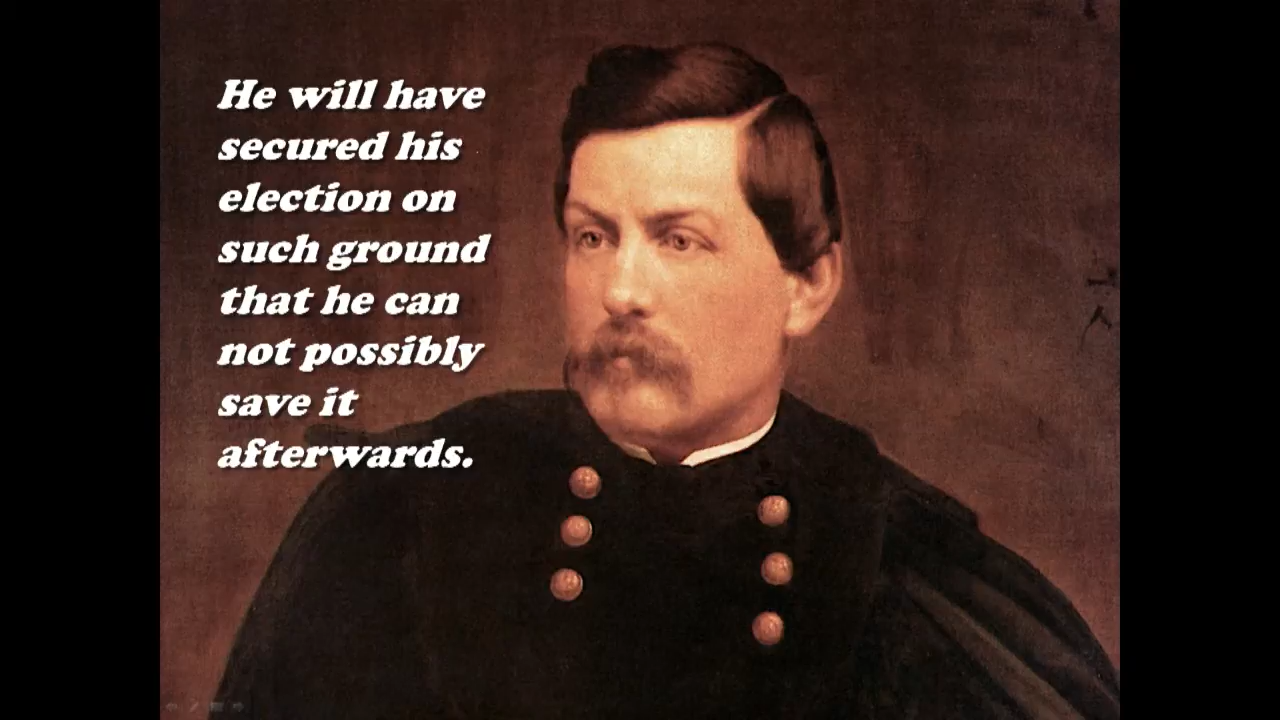 He will have
secured his
election on
such ground
that he can
not possibly
save it
afterwards.